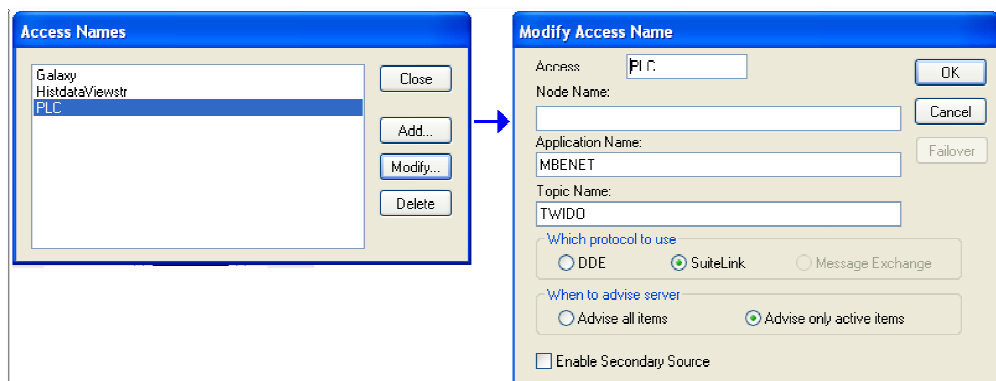 Access Names
Galaxy
HistdataViewstr
PLC
Close
Add...
Modify...
Delete
Modify Access Name
Access PLC
OK
Node Name:
Cancel
Application Name:
MBENET
Failover
Topic Name:
TWIDO
Which protocol to use
DDE SuiteLink Message Exchange
When to advise server
Advise all items Advise only active items
Enable Secondary Source